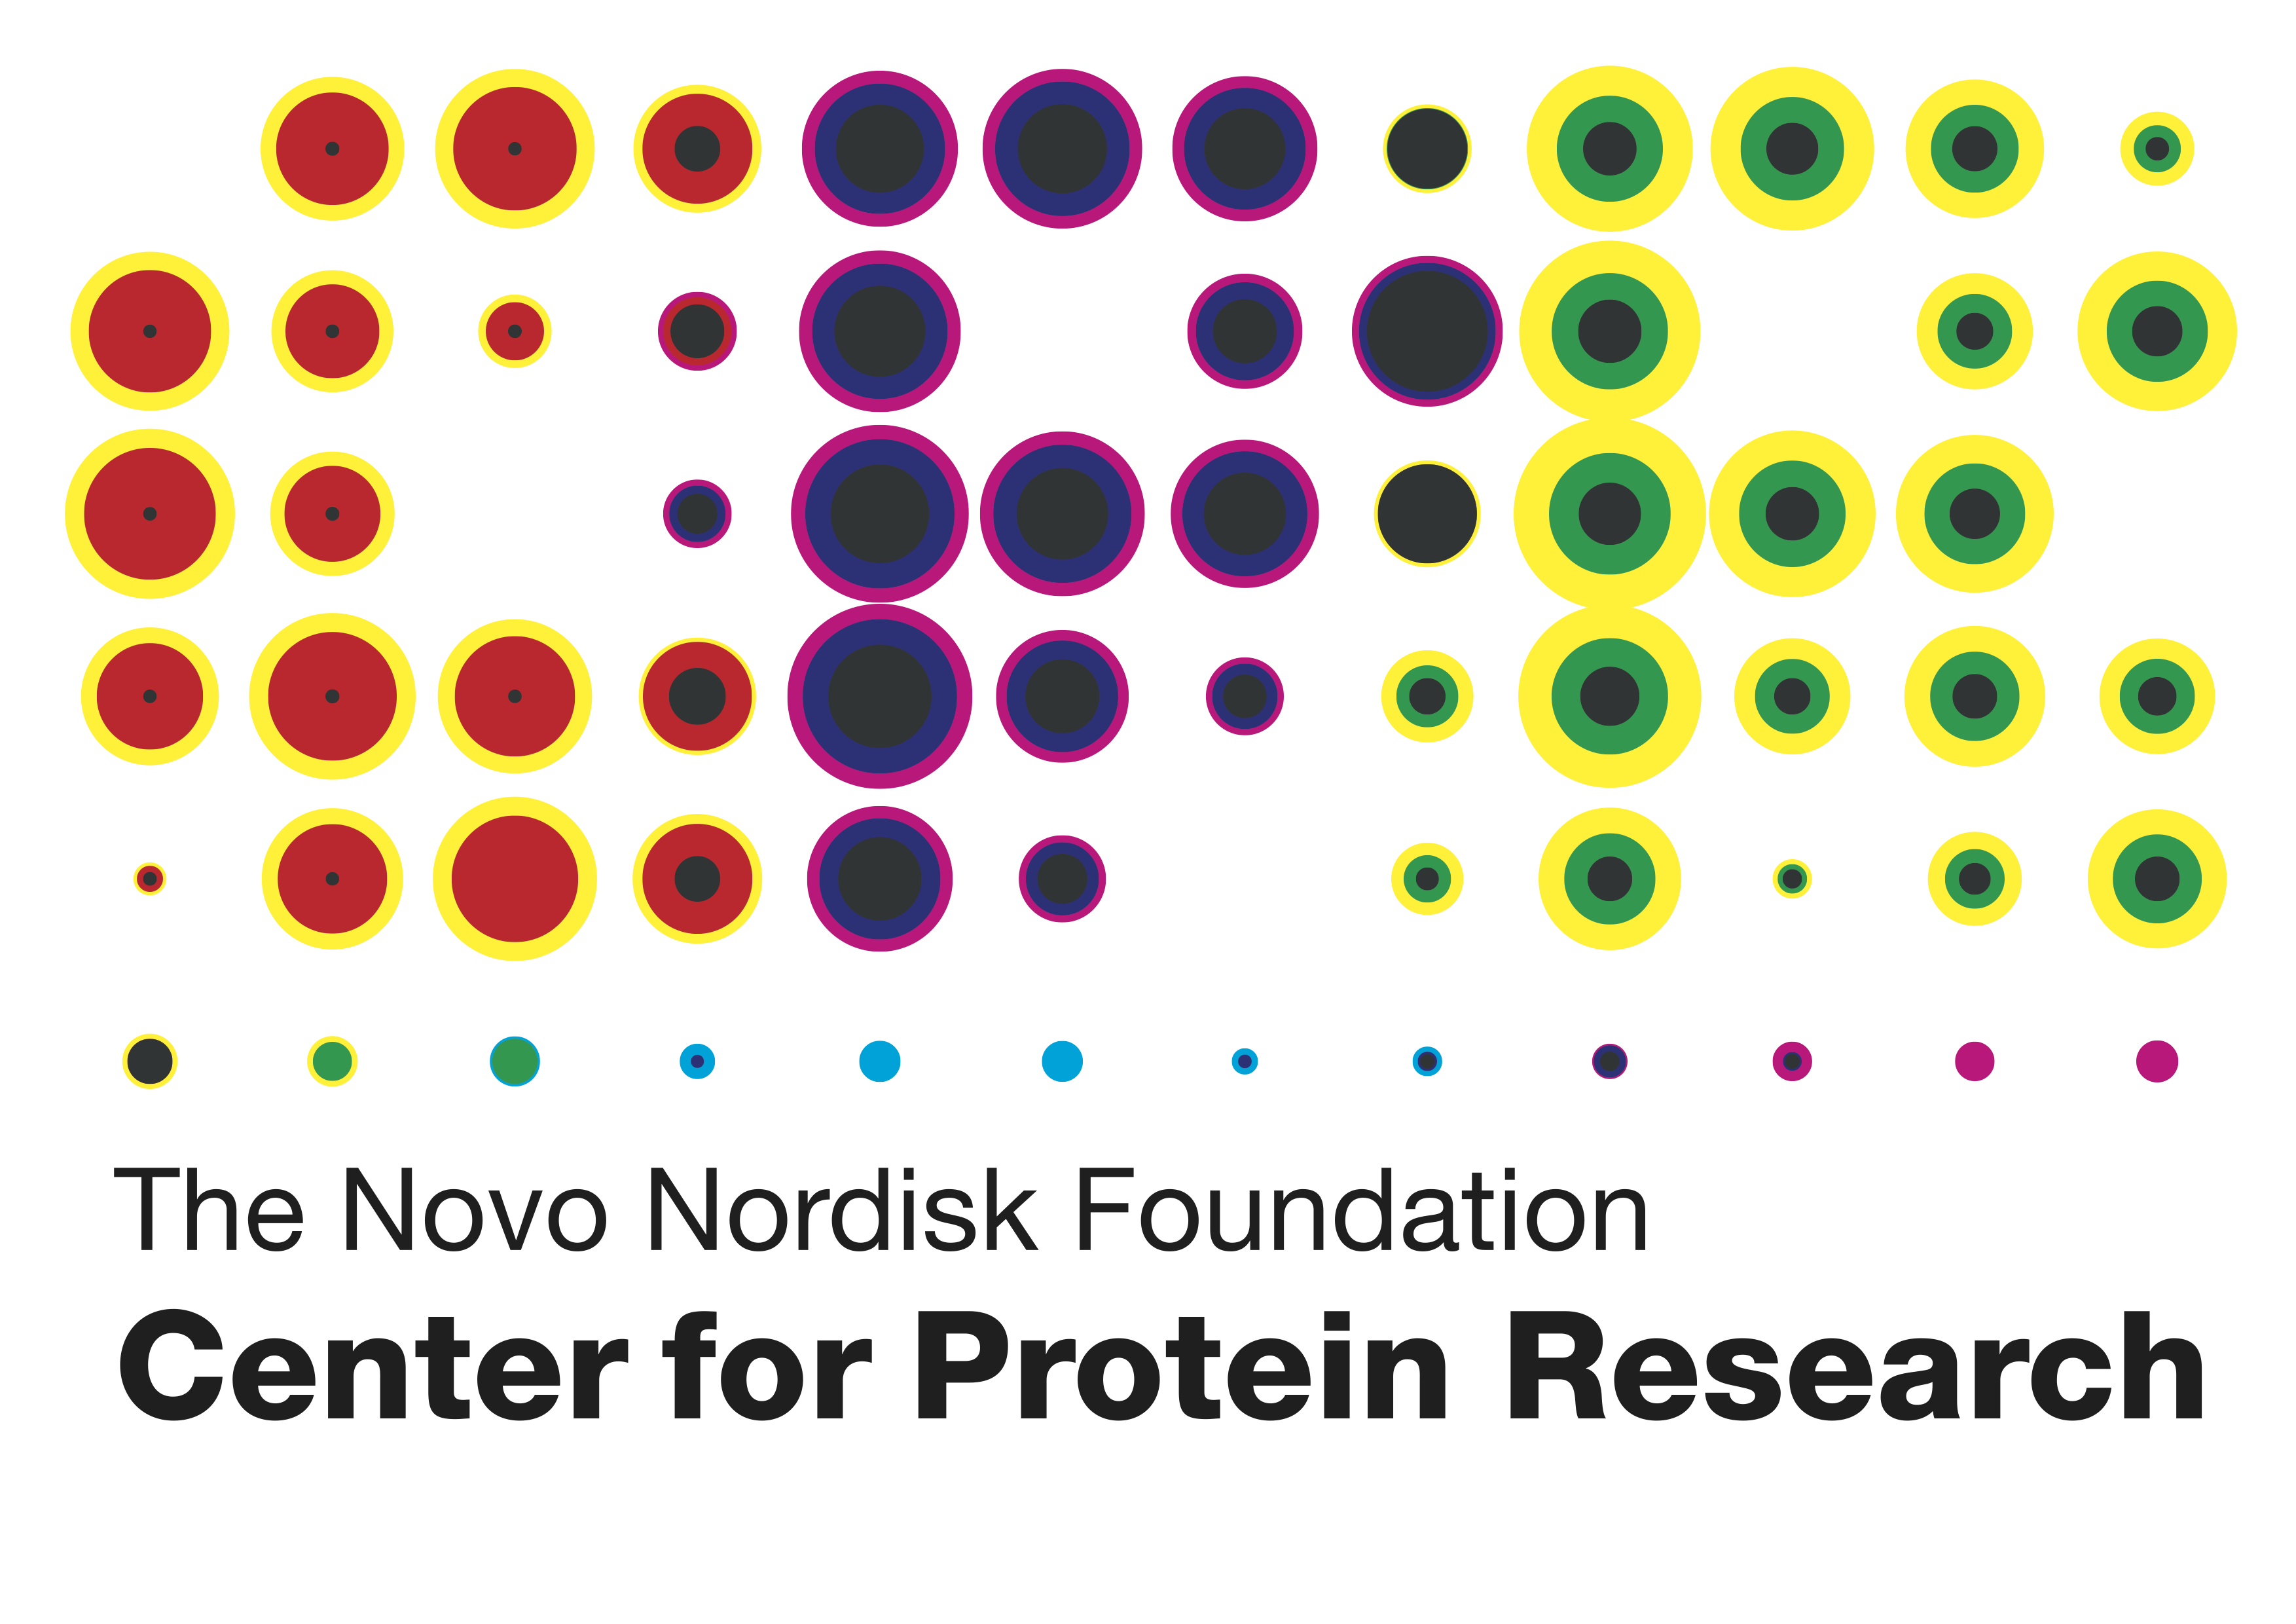 The Novo Nordisk Foundation
Center for Protein Research